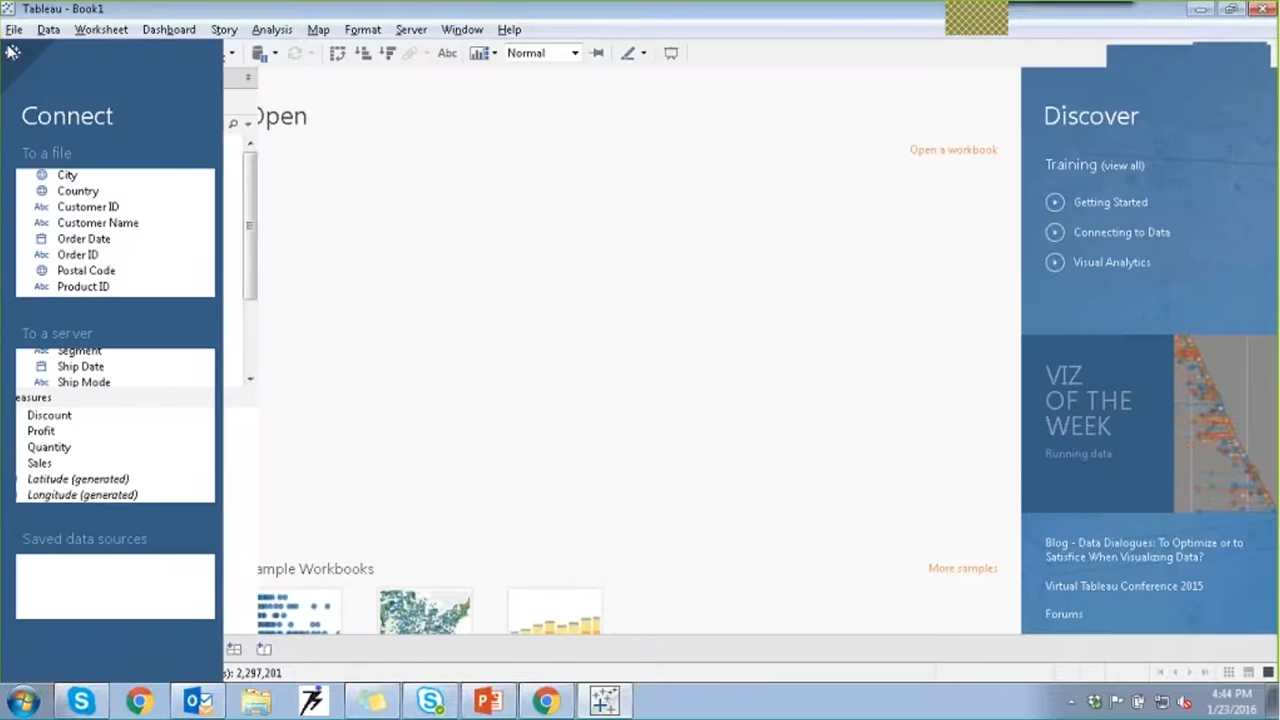 Tableau - Book1
File Data Worksheet Dashboard Story Analysis Map Format Server Window Help
Abc Normal
Connect
To a file
City
Country
Abc Customer ID
Abc Customer Name
Order Date
Abc Order ID
Postal Code
Abc Product ID
To a server
Abc Segment
Ship Date
Abc Ship Mode
easures
Discount
Profit
Quantity
Sales
Latitude (generated)
Longitude (generated)
Saved data sources
Open
Open a workbook
ample Workbooks
More samples
Discover
Training (view all)
Getting Started
Connecting to Data
Visual Analytics
VIZ
OF THE
WEEK
Running data
Blog - Data Dialogues: To Optimize or to
Satisfice When Visualizing Data?
Virtual Tableau Conference 2015
Forums
): 2,297,201
4:44 PM
1/23/2016